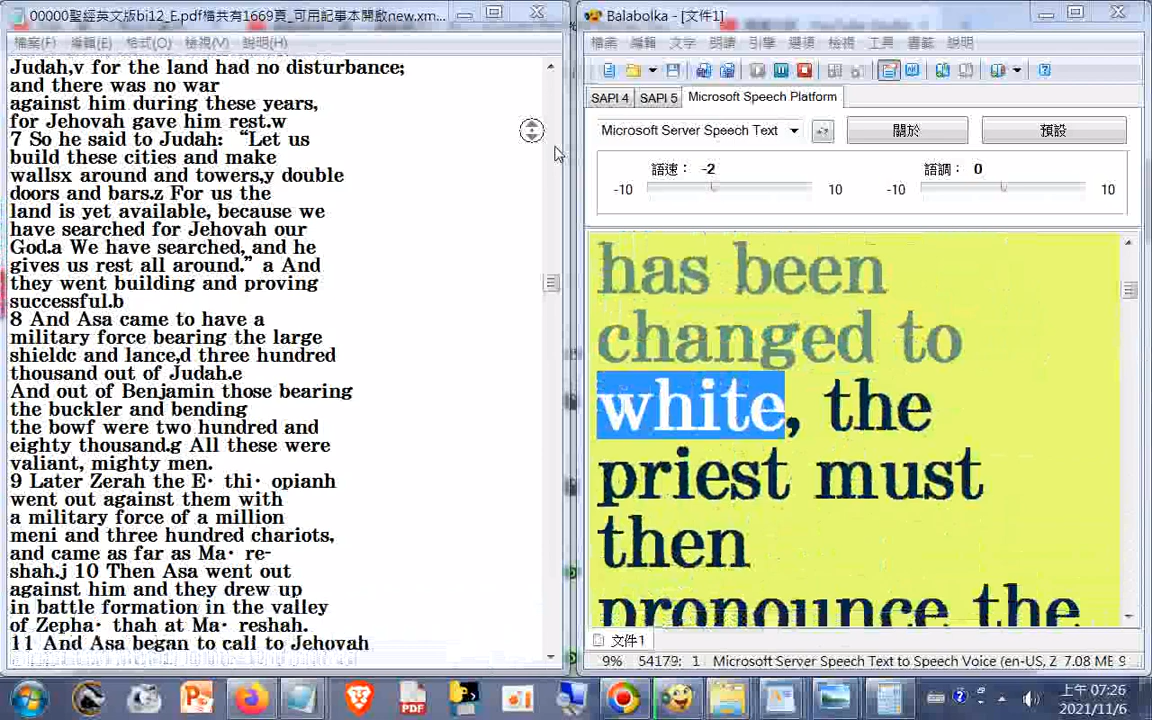 00000聖經英文版bi12_E.pdf檔共有1669頁_可用記事本開啟new.xm...
檔案(F) 編輯(E) 格式(O) 檢視(V) 說明(H)
Judah,v for the land had no disturbance;
and there was no war
against him during these years,
for Jehovah gave him rest.w
7 So he said to Judah: “Let us
build these cities and make
wallsx around and towers,y double
doors and bars.z For us the
land is yet available, because we
have searched for Jehovah our
God.a We have searched, and he
gives us rest all around.” a And
they went building and proving
successful.b
8 And Asa came to have a
military force bearing the large
shieldc and lance,d three hundred
thousand out of Judah.e
And out of Benjamin those bearing
the buckler and bending
the bowf were two hundred and
eighty thousand.g All these were
valiant, mighty men.
9 Later Zerah the E· thi· opianh
went out against them with
a military force of a million
meni and three hundred chariots,
and came as far as Ma· re-
shah.j 10 Then Asa went out
against him and they drew up
in battle formation in the valley
of Zepha· thah at Ma· reshah.
11 And Asa began to call to Jehovah
Balabolka - [文件1]
檔案 編輯 文字 朗讀 引擎 選項 檢視 工具 書籤 說明
SAPI 4 SAPI 5 Microsoft Speech Platform
Microsoft Server Speech Text 關於 預設
語速： -2 語調： 0
-10 10 -10 10
has been
changed to
white, the
priest must
then
pronounce the
文件1
9% 54179: 1 Microsoft Server Speech Text to Speech Voice (en-US, Z 7.08 MB 9
PDF
上午 07:26
2021/11/6